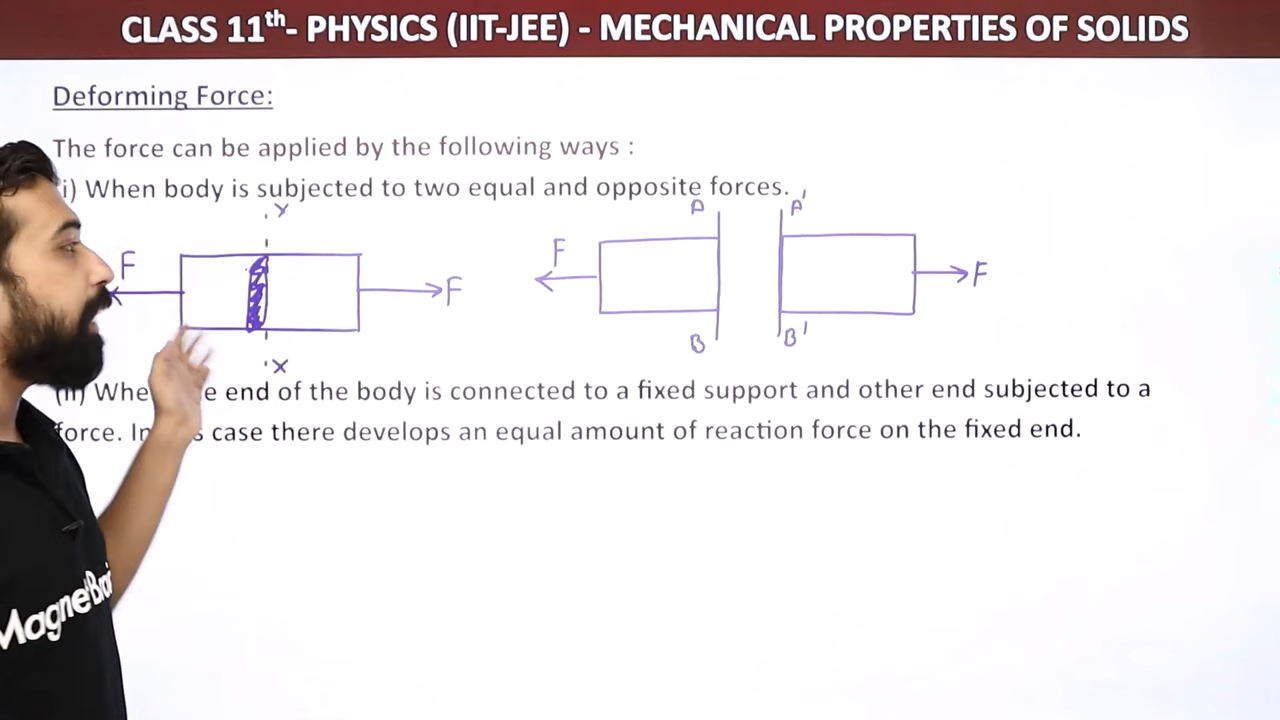 CLASS 11th- PHYSICS (IIT-JEE) - MECHANICAL PROPERTIES OF SOLIDS
Deforming Force:
The force can be applied by the following ways :
i) When body is subjected to two equal and opposite forces.
Y
A
A'
F
F
F
F
X
B
B'
end of the body is connected to a fixed support and other end subjected to a
force. In case there develops an equal amount of reaction force on the fixed end.